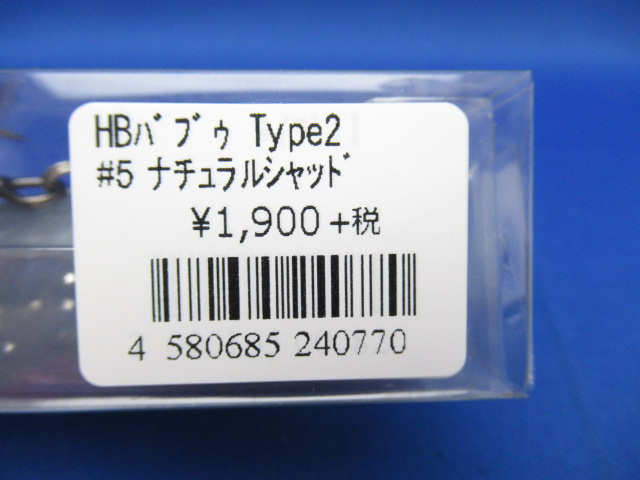 HBﾊﾞﾌﾞｩ Type2
#5 ﾅﾁｭﾗﾙｼｬｯﾄﾞ
¥1,900 +税
4 580685 240770